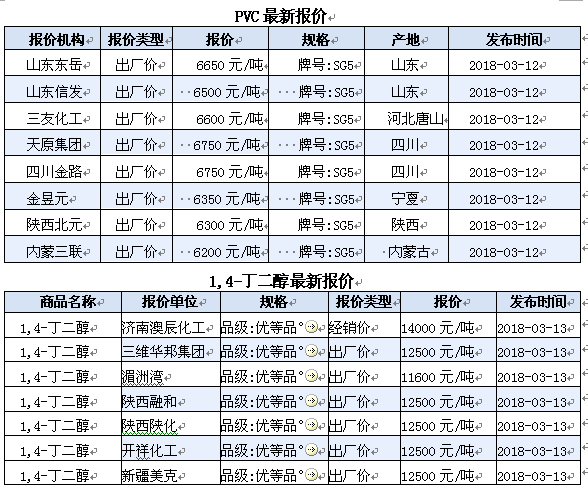 PVC 最新报价
报价机构 报价类型 报价 规格 产地 发布时间
山东东岳 出厂价 6650 元/吨 牌号:SG5 山东 2018-03-12
山东信发 出厂价 6500 元/吨 牌号:SG5 山东 2018-03-12
三友化工 出厂价 6600 元/吨 牌号:SG5 河北唐山 2018-03-12
天原集团 出厂价 6750 元/吨 牌号:SG5 四川 2018-03-12
四川金路 出厂价 6750 元/吨 牌号:SG5 四川 2018-03-12
金昱元 出厂价 6350 元/吨 牌号:SG5 宁夏 2018-03-12
陕西北元 出厂价 6300 元/吨 牌号:SG5 陕西 2018-03-12
内蒙三联 出厂价 6200 元/吨 牌号:SG5 内蒙古 2018-03-12
1,4-丁二醇最新报价
商品名称 报价单位 规格 报价类型 报价 发布时间
1,4-丁二醇 济南澳辰化工 品级:优等品 经销价 14000 元/吨 2018-03-13
1,4-丁二醇 三维华邦集团 品级:优等品 出厂价 12500 元/吨 2018-03-13
1,4-丁二醇 湄洲湾 品级:优等品 出厂价 11600 元/吨 2018-03-13
1,4-丁二醇 陕西融和 品级:优等品 出厂价 12500 元/吨 2018-03-13
1,4-丁二醇 陕西陕化 品级:优等品 出厂价 12500 元/吨 2018-03-13
1,4-丁二醇 开祥化工 品级:优等品 出厂价 12500 元/吨 2018-03-13
1,4-丁二醇 新疆美克 品级:优等品 出厂价 12500 元/吨 2018-03-13